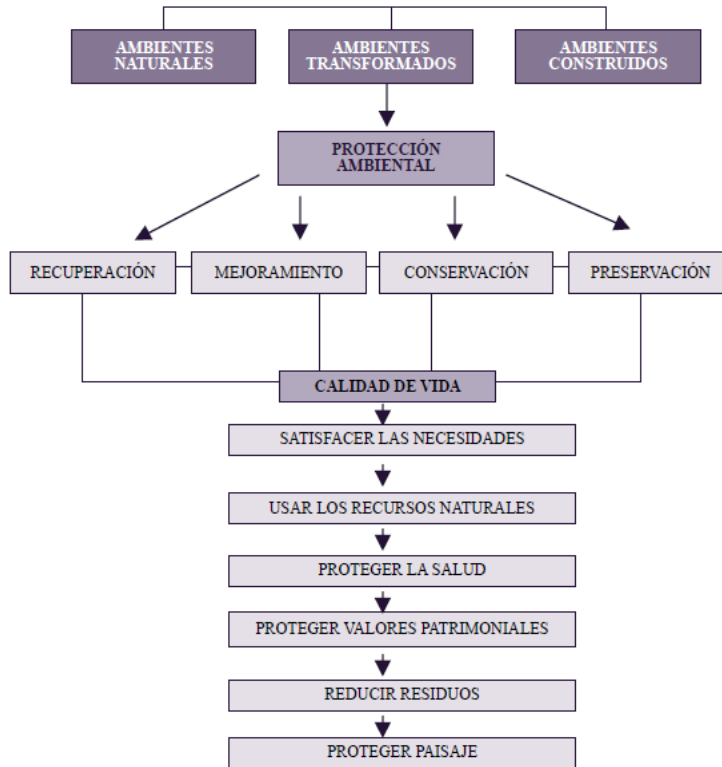 AMBIENTES
NATURALES
AMBIENTES
TRANSFORMADOS
AMBIENTES
CONSTRUIDOS
PROTECCIÓN
AMBIENTAL
RECUPERACIÓN
MEJORAMIENTO
CONSERVACIÓN
PRESERVACIÓN
CALIDAD DE VIDA
SATISFACER LAS NECESIDADES
USAR LOS RECURSOS NATURALES
PROTEGER LA SALUD
PROTEGER VALORES PATRIMONIALES
REDUCIR RESIDUOS
PROTEGER PAISAJE